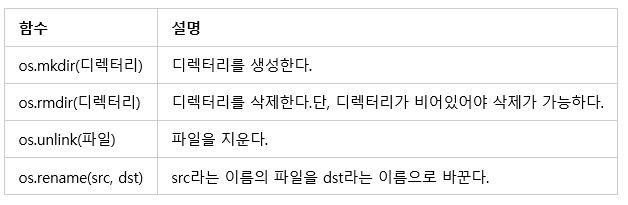 함수 설명
os.mkdir(디렉터리) 디렉터리를 생성한다.
os.rmdir(디렉터리) 디렉터리를 삭제한다.단, 디렉터리가 비어있어야 삭제가 가능하다.
os.unlink(파일) 파일을 지운다.
os.rename(src, dst) src라는 이름의 파일을 dst라는 이름으로 바꾼다.